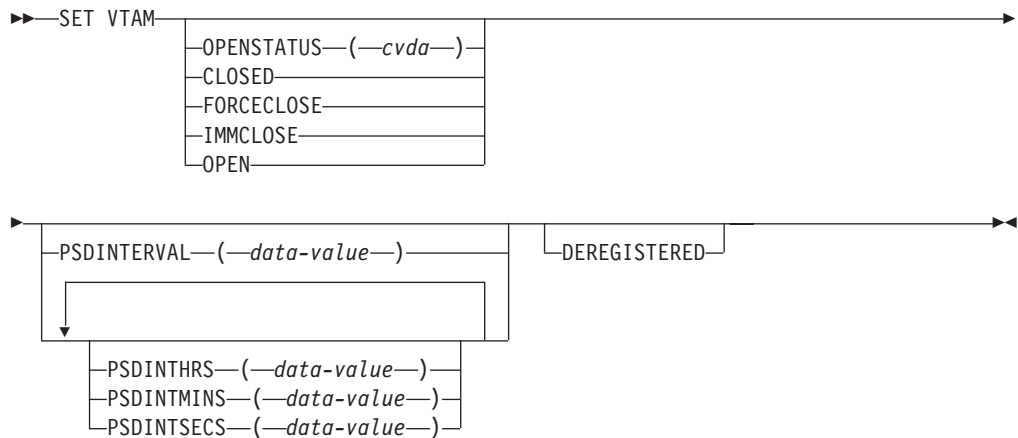 SET VTAM
OPENSTATUS ( cvda )
CLOSED
FORCECLOSE
IMMCLOSE
OPEN
PSDINTERVAL ( data-value ) DEREGISTERED
PSDINTHRS ( data-value )
PSDINTMINS ( data-value )
PSDINTSECS ( data-value )